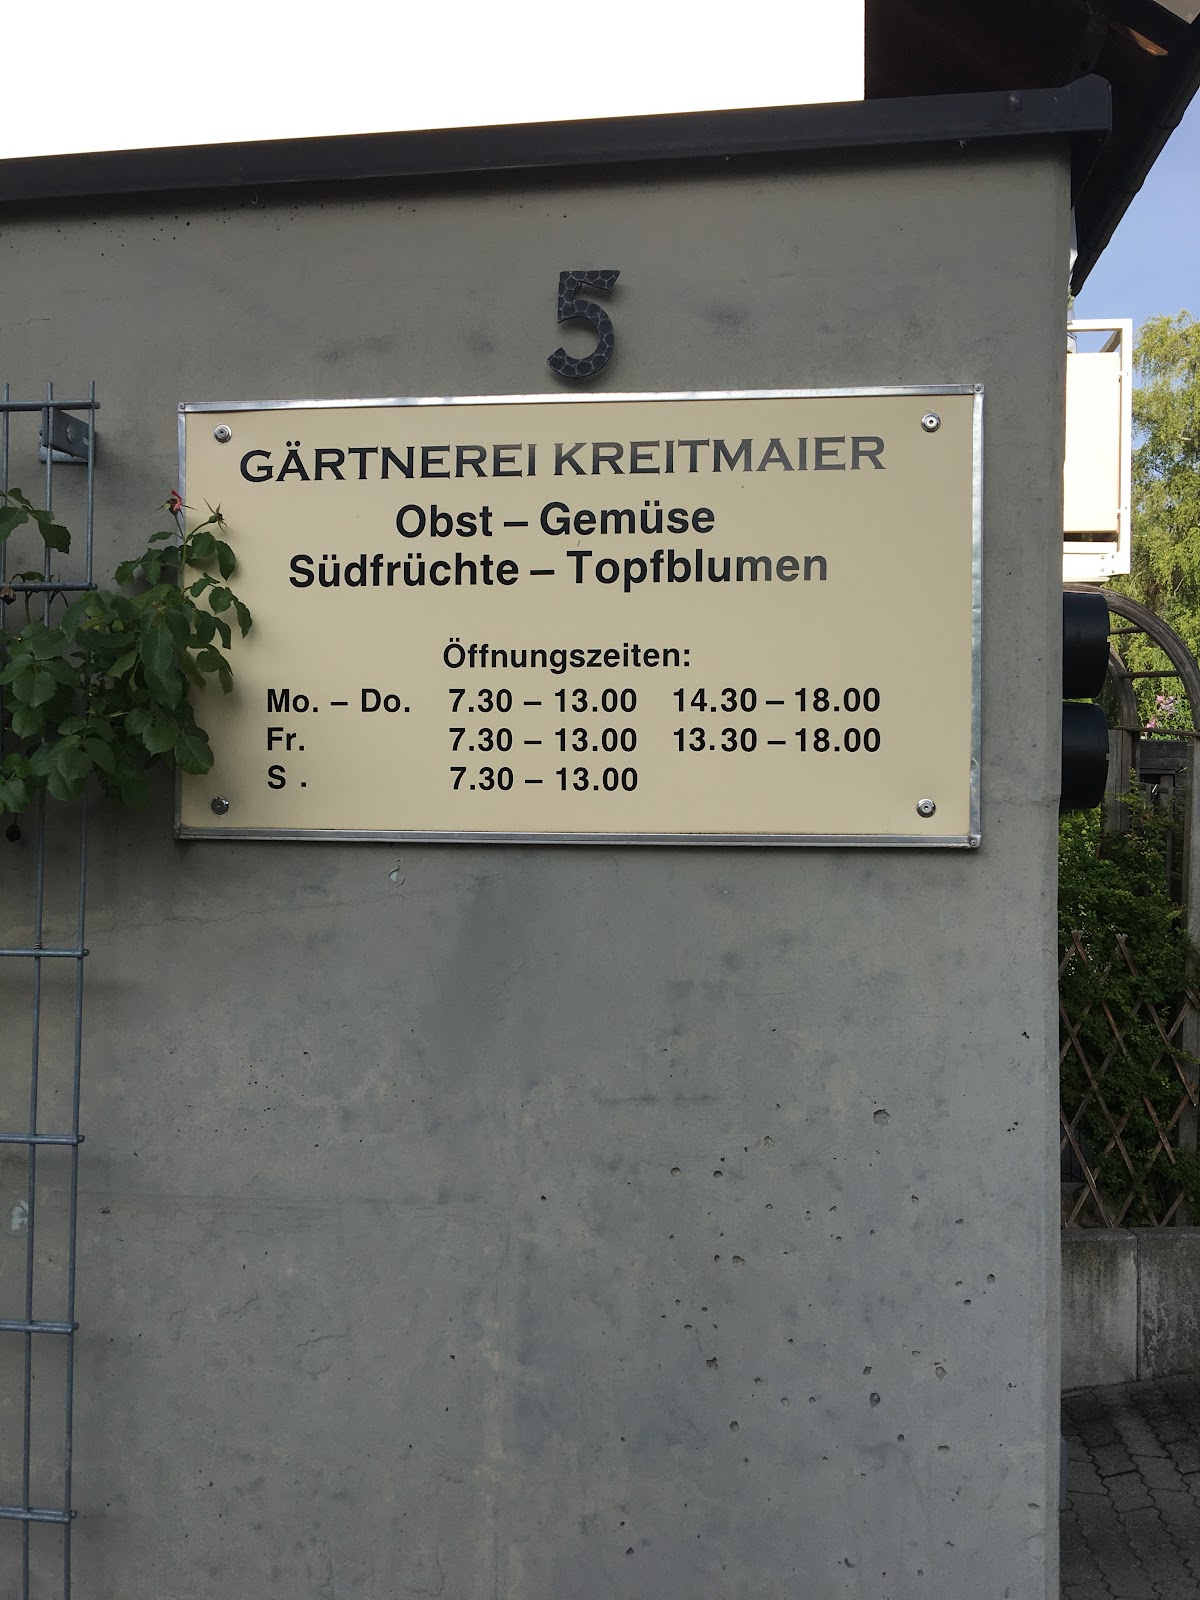 5
GÄRTNEREI KREITMAIER
Obst – Gemüse
Südfrüchte – Topfblumen
Öffnungszeiten:
Mo. – Do. 7.30 – 13.00 14.30 – 18.00
Fr. 7.30 – 13.00 13.30 – 18.00
S . 7.30 – 13.00